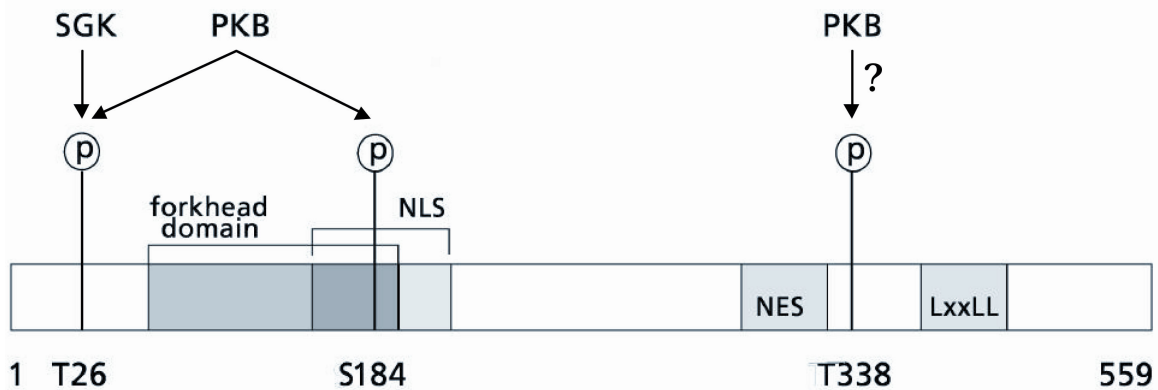 SGK PKB PKB
?
p p p
forkhead NLS
domain
NES LxxLL
1 T26 S184 T338 559